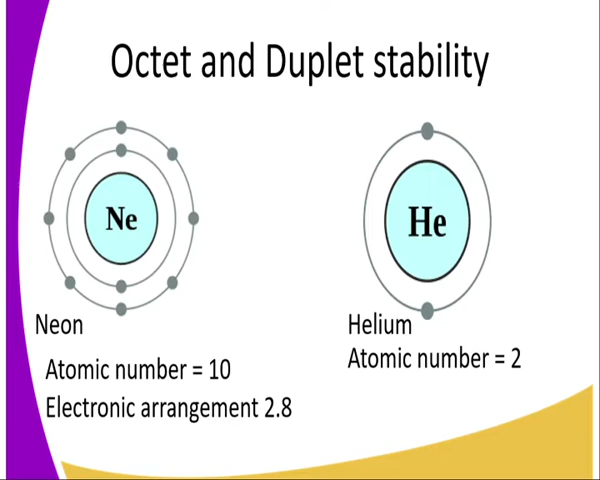 Octet and Duplet stability
Ne
He
Neon
Atomic number = 10
Electronic arrangement 2.8
Helium
Atomic number = 2